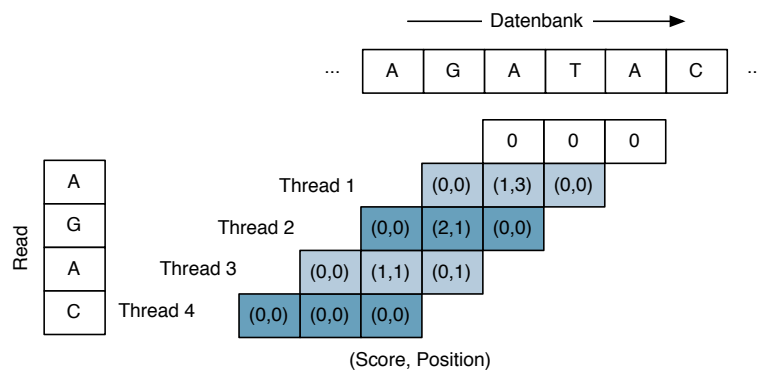 Datenbank
... A G A T A C ..
0 0 0
A Thread 1 (0,0) (1,3) (0,0)
G Thread 2 (0,0) (2,1) (0,0)
Read
A Thread 3 (0,0) (1,1) (0,1)
C Thread 4 (0,0) (0,0) (0,0)
(Score, Position)